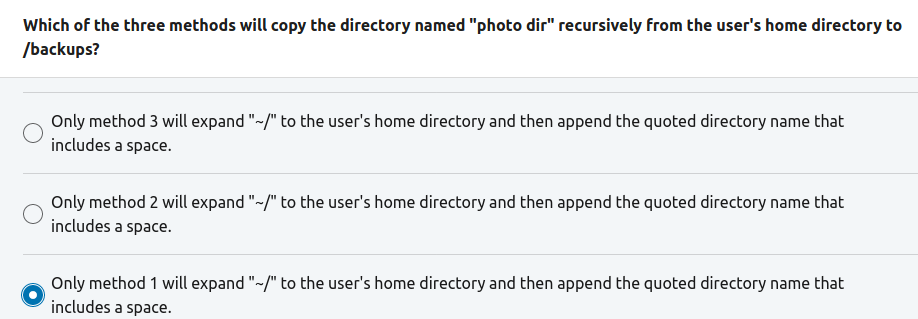 Which of the three methods will copy the directory named "photo dir" recursively from the user's home directory to
/backups?
Only method 3 will expand "~/" to the user's home directory and then append the quoted directory name that
includes a space.
Only method 2 will expand "~/" to the user's home directory and then append the quoted directory name that
includes a space.
Only method 1 will expand "~/" to the user's home directory and then append the quoted directory name that
includes a space.